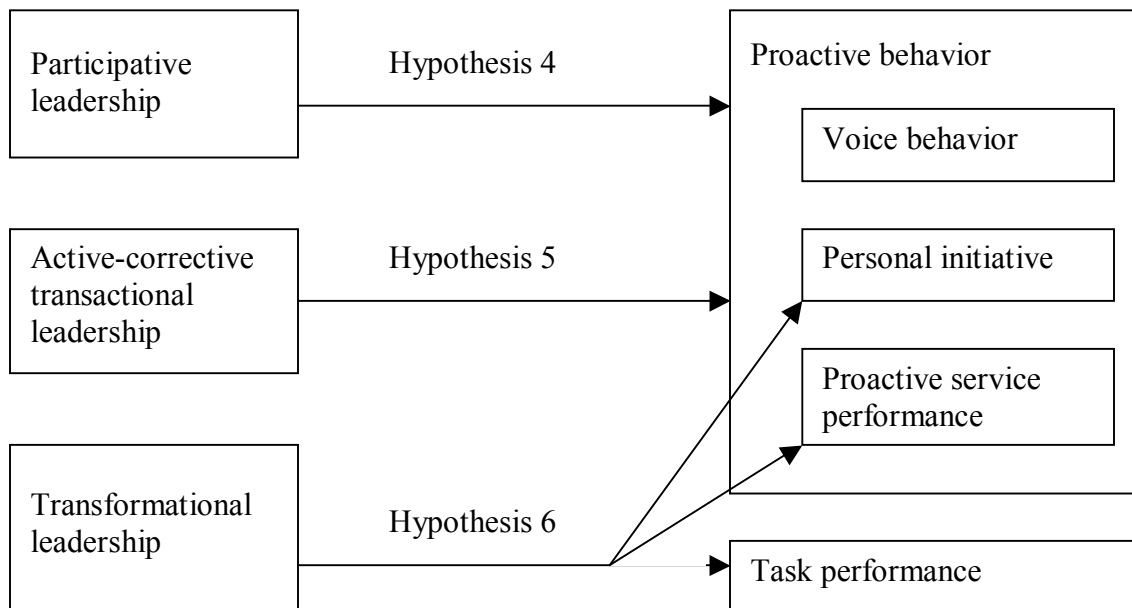 Participative
leadership
Hypothesis 4
Proactive behavior
Voice behavior
Active-corrective
transactional
leadership
Hypothesis 5
Personal initiative
Proactive service
performance
Transformational
leadership
Hypothesis 6
Task performance